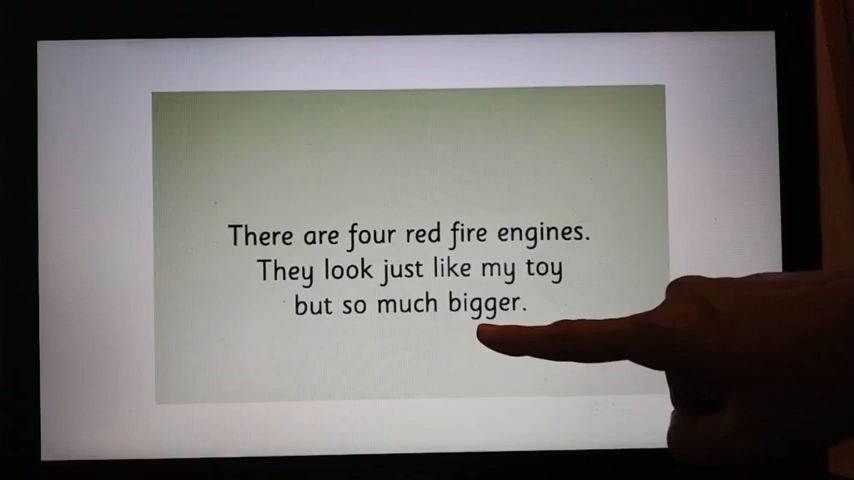 There are four red fire engines.
They look just like my toy
but so much bigger.